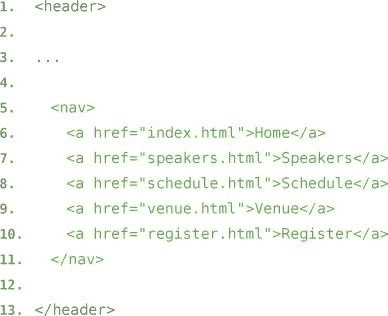 1. <header>
2.
3. ...
4.
5. <nav>
6. <a href="index.html">Home</a>
7. <a href="speakers.html">Speakers</a>
8. <a href="schedule.html">Schedule</a>
9. <a href="venue.html">Venue</a>
10. <a href="register.html">Register</a>
11. </nav>
12.
13. </header>